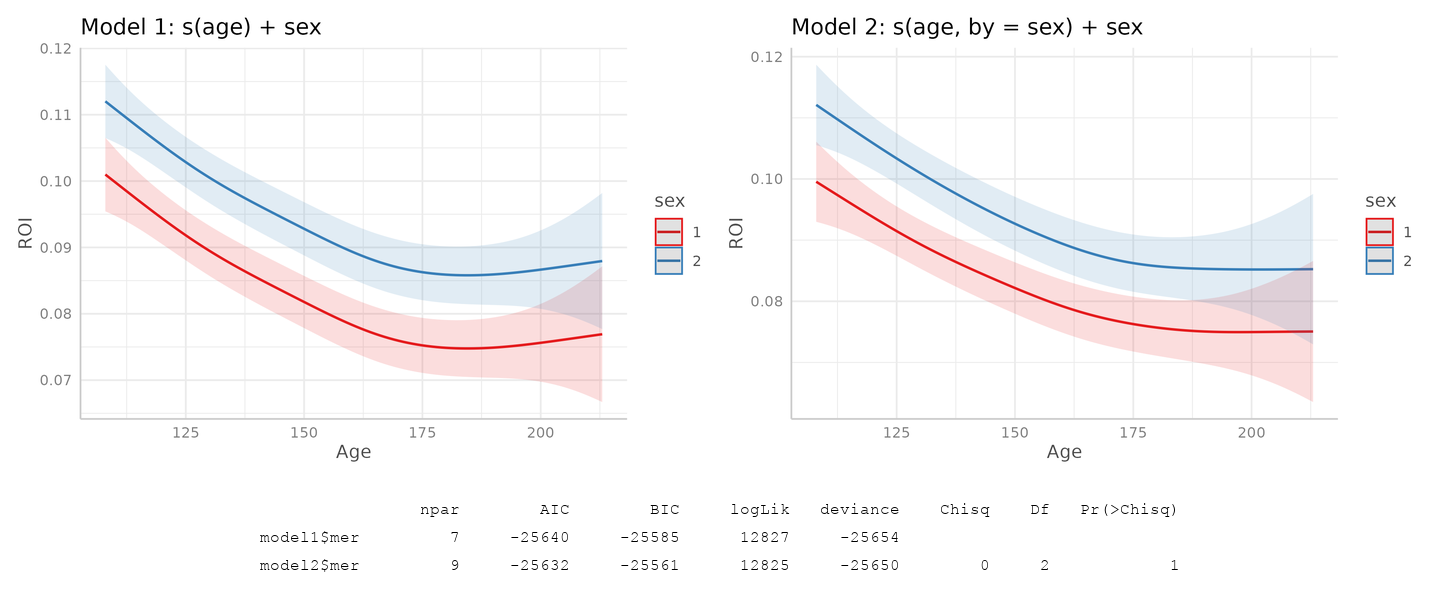 Model 1: s(age) + sex
0.12
0.11
0.10
0.09
0.08
0.07
ROI
125 150 175 200
Age
sex
1
2
Model 2: s(age, by = sex) + sex
0.12
0.10
0.08
ROI
125 150 175 200
Age
sex
1
2
npar AIC BIC logLik deviance Chisq Df Pr(>Chisq)
model1$mer 7 -25640 -25585 12827 -25654
model2$mer 9 -25632 -25561 12825 -25650 0 2 1